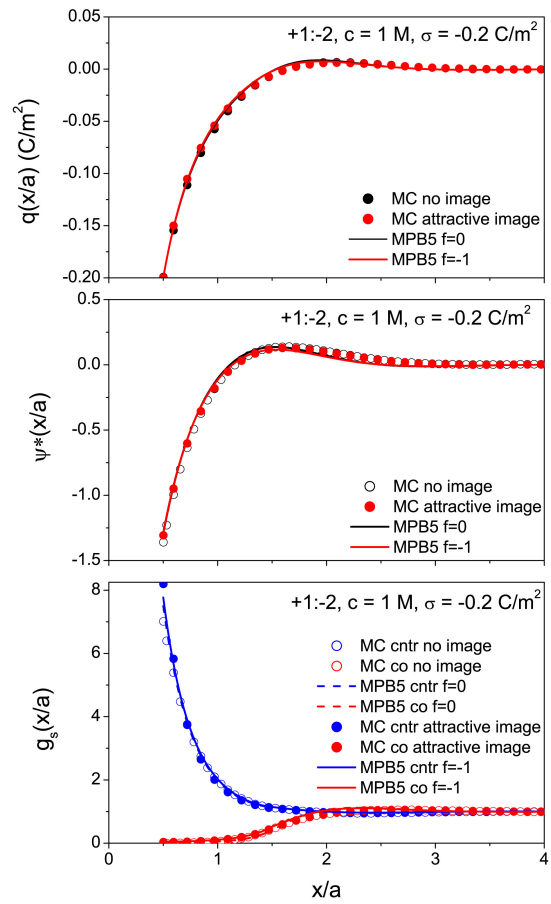 +1:-2, c = 1 M, σ = -0.2 C/m²
0.05
0.00
-0.05
-0.10
-0.15
-0.20
q(x/a) (C/m²)
MC no image
MC attractive image
MPB5 f=0
MPB5 f=-1
+1:-2, c = 1 M, σ = -0.2 C/m²
0.5
0.0
-0.5
-1.0
-1.5
ψ*(x/a)
MC no image
MC attractive image
MPB5 f=0
MPB5 f=-1
+1:-2, c = 1 M, σ = -0.2 C/m²
8
6
4
2
0
gₛ(x/a)
MC cntr no image
MC co no image
MPB5 cntr f=0
MPB5 co f=0
MC cntr attractive image
MC co attractive image
MPB5 cntr f=-1
MPB5 co f=-1
0 1 2 3 4
x/a